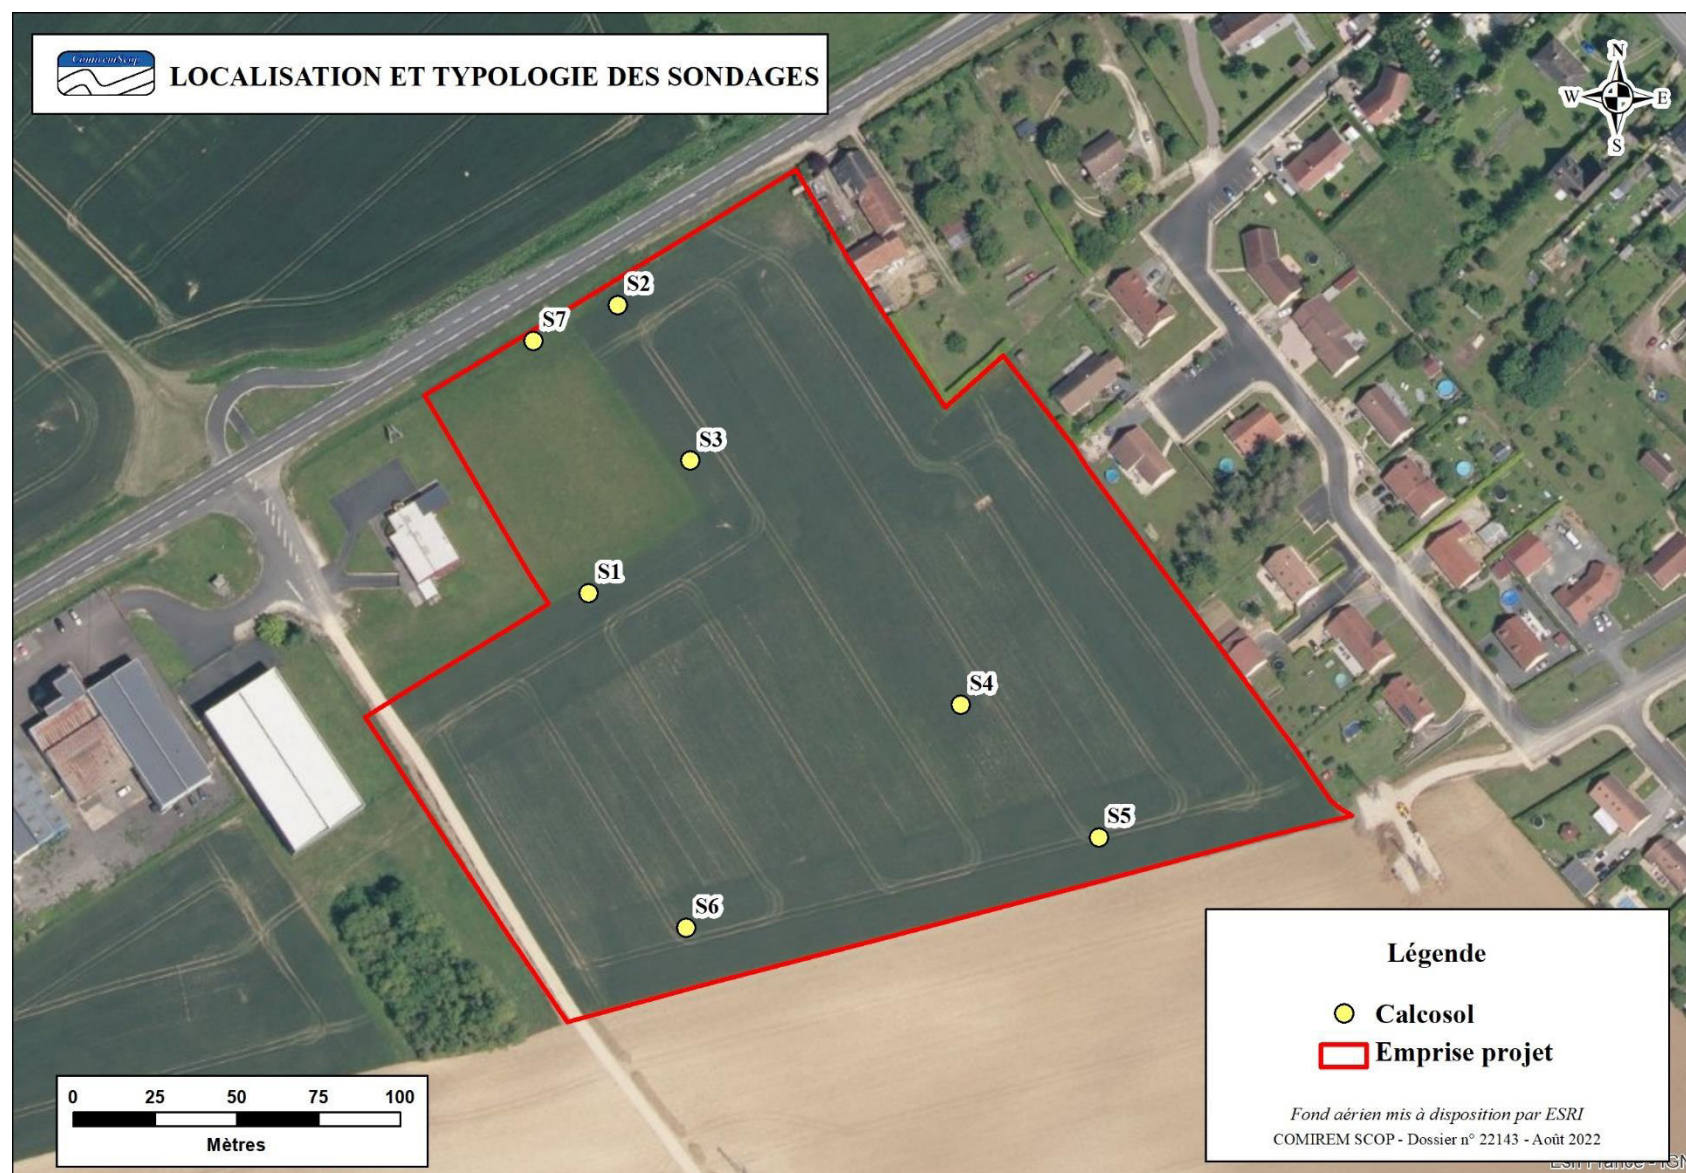 ComiremScop
LOCALISATION ET TYPOLOGIE DES SONDAGES
N
W E
S
S2
S7
S3
S1
S4
S5
S6
Légende
Calcosol
Emprise projet
Fond aérien mis à disposition par ESRI
COMIREM SCOP - Dossier n° 22143 - Août 2022
0 25 50 75 100
Mètres